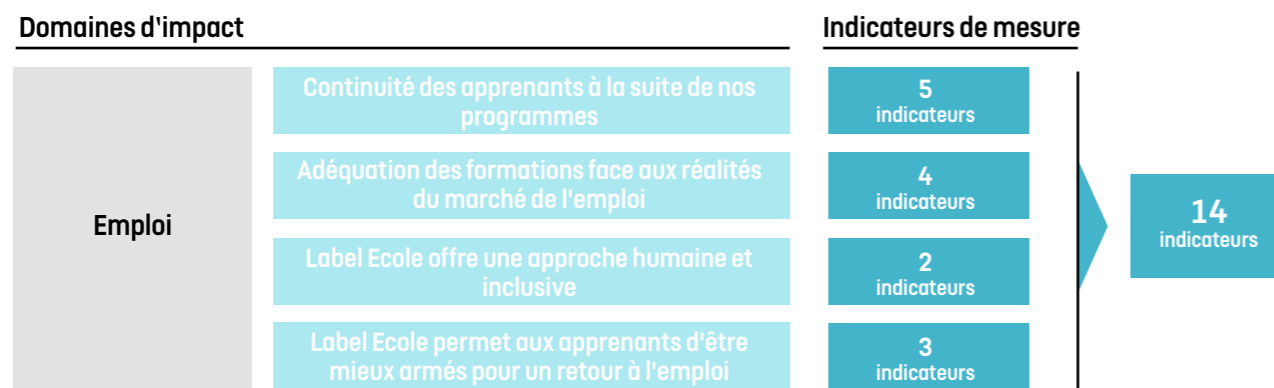 Domaines d'impact
Indicateurs de mesure
Emploi
Continuité des apprenants à la suite de nos
programmes
5
indicateurs
Adéquation des formations face aux réalités
du marché de l'emploi
4
indicateurs
Label Ecole offre une approche humaine et
inclusive
2
indicateurs
Label Ecole permet aux apprenants d'être
mieux armés pour un retour à l'emploi
3
indicateurs
14
indicateurs